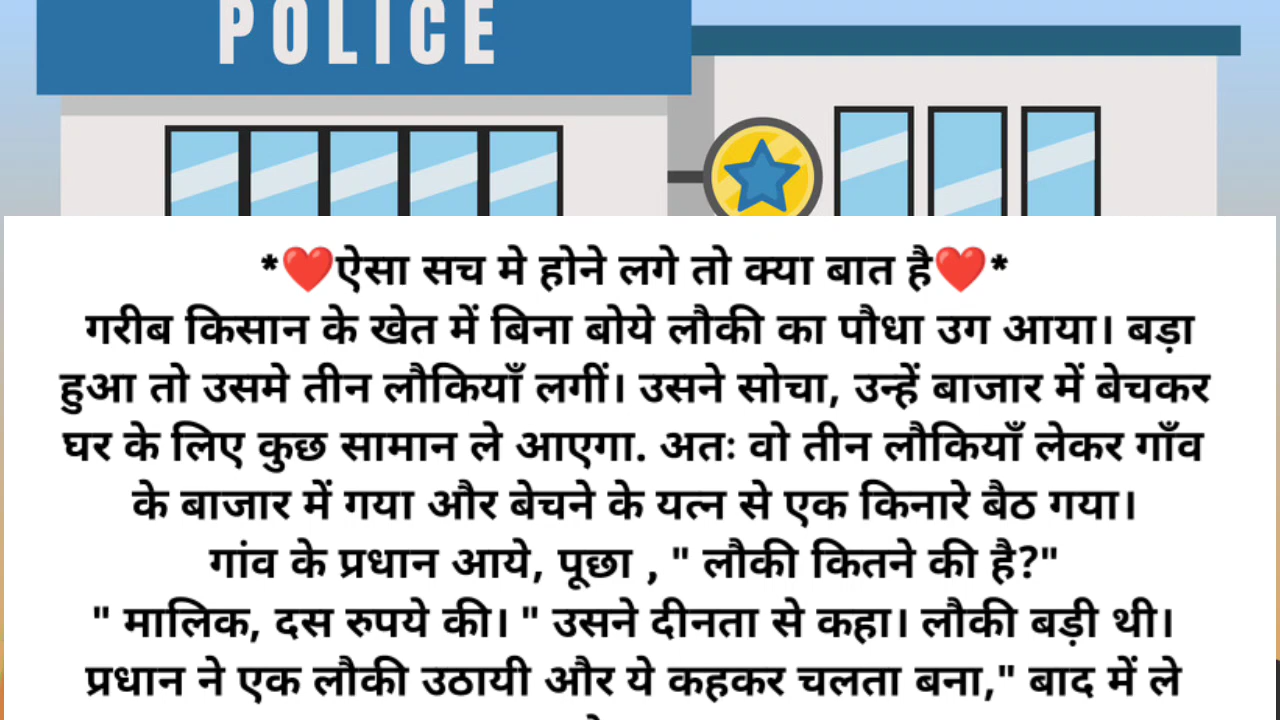 POLICE
*❤️ऐसा सच मे होने लगे तो क्या बात है❤️*
गरीब किसान के खेत में बिना बोये लौकी का पौधा उग आया। बड़ा
हुआ तो उसमे तीन लौकियाँ लगीं। उसने सोचा, उन्हें बाजार में बेचकर
घर के लिए कुछ सामान ले आएगा. अतः वो तीन लौकियाँ लेकर गाँव
के बाजार में गया और बेचने के यत्न से एक किनारे बैठ गया।
गांव के प्रधान आये, पूछा , " लौकी कितने की है?"
" मालिक, दस रुपये की। " उसने दीनता से कहा। लौकी बड़ी थी।
प्रधान ने एक लौकी उठायी और ये कहकर चलता बना," बाद में ले